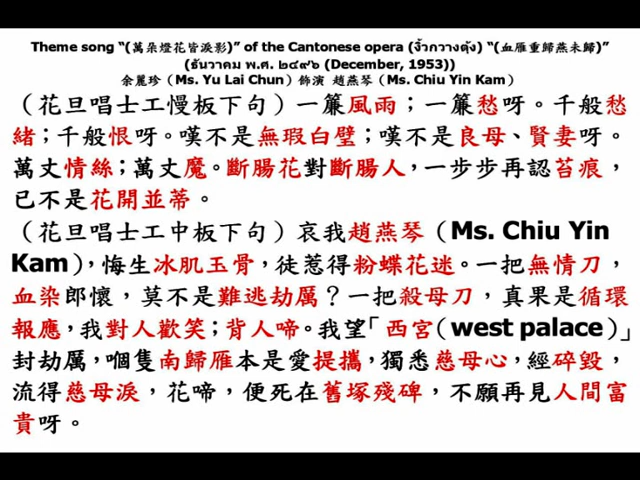 Theme song “(萬朵燈花皆淚影)” of the Cantonese opera (งิ้วกวางตุ้ง) “(血雁重歸燕未歸)”
(ธันวาคม พ.ศ. ๒๔๙๖ (December, 1953))
余麗珍（Ms. Yu Lai Chun）飾演 趙燕琴（Ms. Chiu Yin Kam）
（花旦唱士工慢板下句）一簾風雨；一簾愁呀。千般愁
緒；千般恨呀。嘆不是無瑕白璧；嘆不是良母、賢妻呀。
萬丈情絲；萬丈魔。斷腸花對斷腸人，一步步再認苔痕，
已不是花開並蒂。
（花旦唱士工中板下句）哀我趙燕琴（Ms. Chiu Yin
Kam），悔生冰肌玉骨，徒惹得粉蝶花迷。一把無情刀，
血染郎懷，莫不是難逃劫厲？一把殺母刀，真果是循環
報應，我對人歡笑；背人啼。我望「西宮(west palace)」
封劫厲，嗰隻南歸雁本是愛提攜，獨悉慈母心，經碎毀，
流得慈母淚，花啼，便死在舊塚殘碑，不願再見人間富
貴呀。